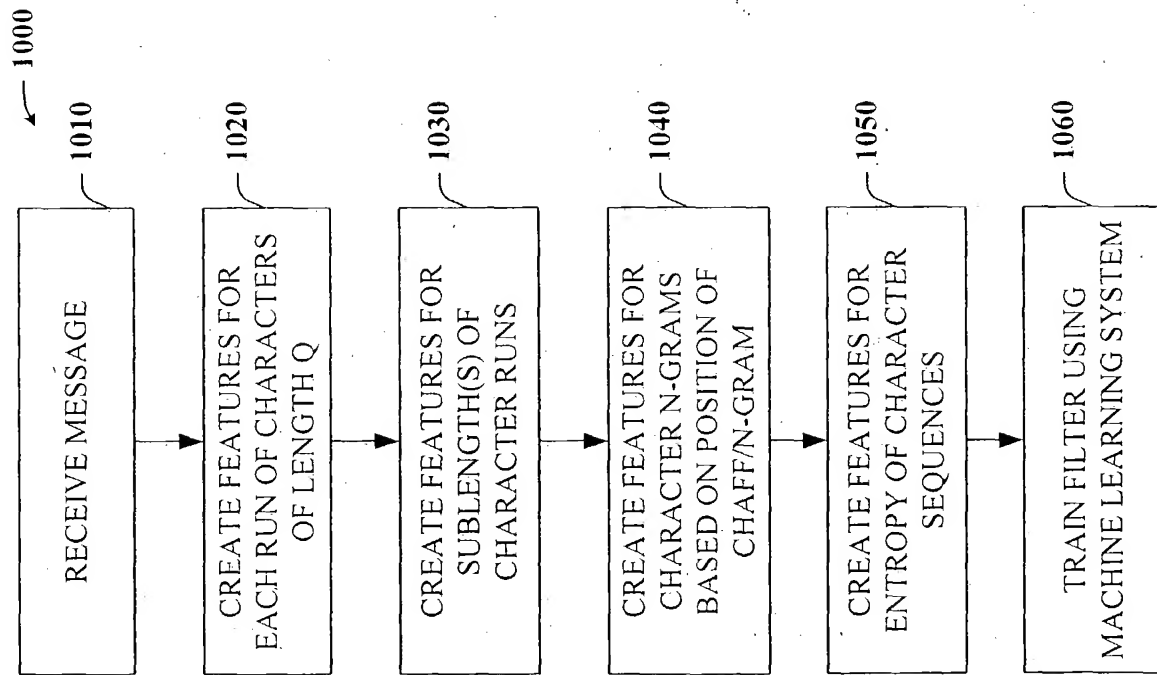 1000
RECEIVE MESSAGE
1010
CREATE FEATURES FOR
EACH RUN OF CHARACTERS
OF LENGTH Q
1020
CREATE FEATURES FOR
SUBLENGTH(S) OF
CHARACTER RUNS
1030
CREATE FEATURES FOR
CHARACTER N-GRAMS
BASED ON POSITION OF
CHAFF/N-GRAM
1040
CREATE FEATURES FOR
ENTROPY OF CHARACTER
SEQUENCES
1050
TRAIN FILTER USING
MACHINE LEARNING SYSTEM
1060